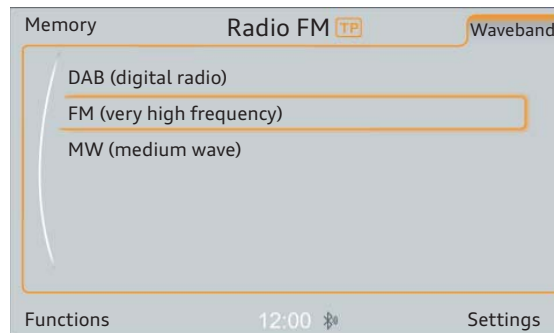 Memory Radio FM TP Waveband
DAB (digital radio)
FM (very high frequency)
MW (medium wave)
Functions 12:00 Settings